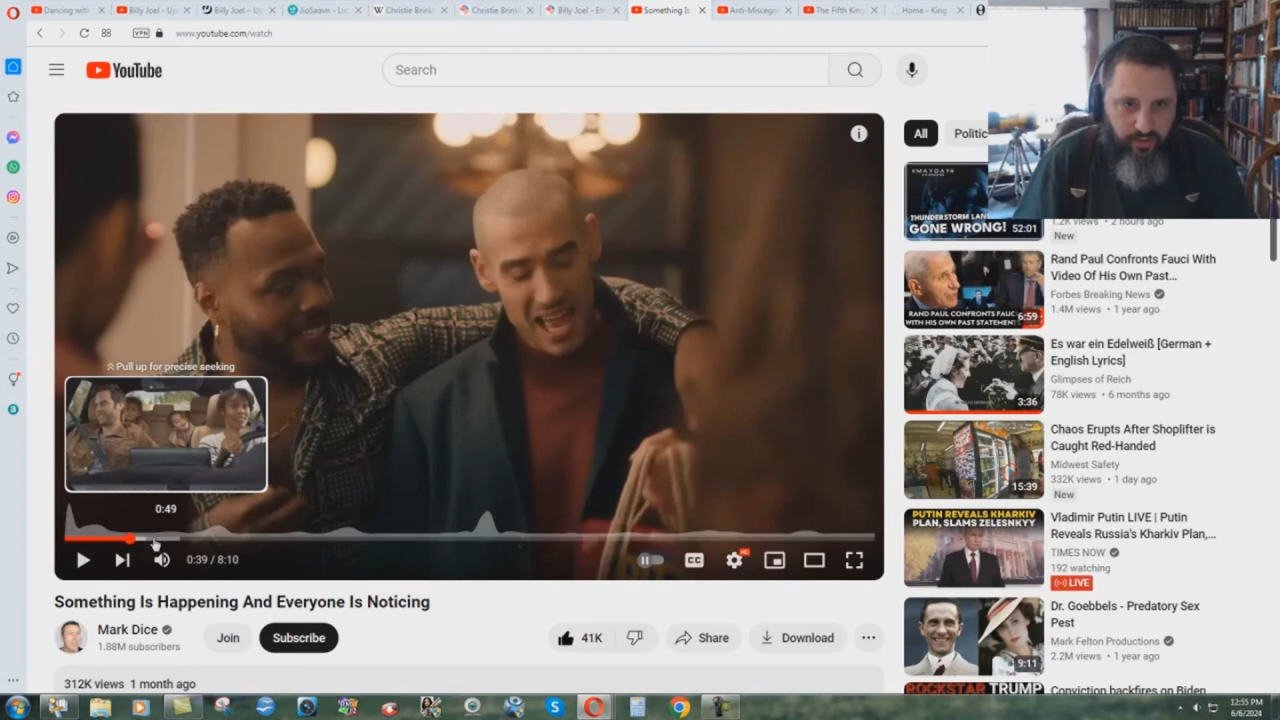 Dancing with
Billy Joel - Up
Billy Joel – Up
JioSaavn - Lo
Christie Brink
Christie Brink
Billy Joel - Et
Something Is
Anti-Misceg
The Fifth King
Home - King
VPN
www.youtube.com/watch
YouTube
Search
All
Politic
MAYDAY
THUNDERSTORM LAN
GONE WRONG!
52:01
1.2K views • 2 hours ago
New
Rand Paul Confronts Fauci With
Video Of His Own Past...
Forbes Breaking News
1.4M views • 1 year ago
RAND PAUL CONFRONTS FAUCI
WITH HIS OWN PAST STATEMEN
6:59
Es war ein Edelweiß [German +
English Lyrics]
Glimpses of Reich
78K views • 6 months ago
3:36
Chaos Erupts After Shoplifter is
Caught Red-Handed
Midwest Safety
332K views • 1 day ago
New
15:39
PUTIN REVEALS KHARKIV
PLAN, SLAMS ZELESNKYY
Vladimir Putin LIVE | Putin
Reveals Russia's Kharkiv Plan,...
TIMES NOW
192 watching
LIVE
Dr. Goebbels - Predatory Sex
Pest
Mark Felton Productions
2.2M views • 1 year ago
9:11
ROCKSTAR TRUMP
Conviction backfires on Biden
Pull up for precise seeking
0:49
0:39 / 8:10
CC
HD
Something Is Happening And Everyone Is Noticing
Mark Dice
1.88M subscribers
Join
Subscribe
41K
Share
Download
312K views 1 month ago
12:55 PM
6/6/2024